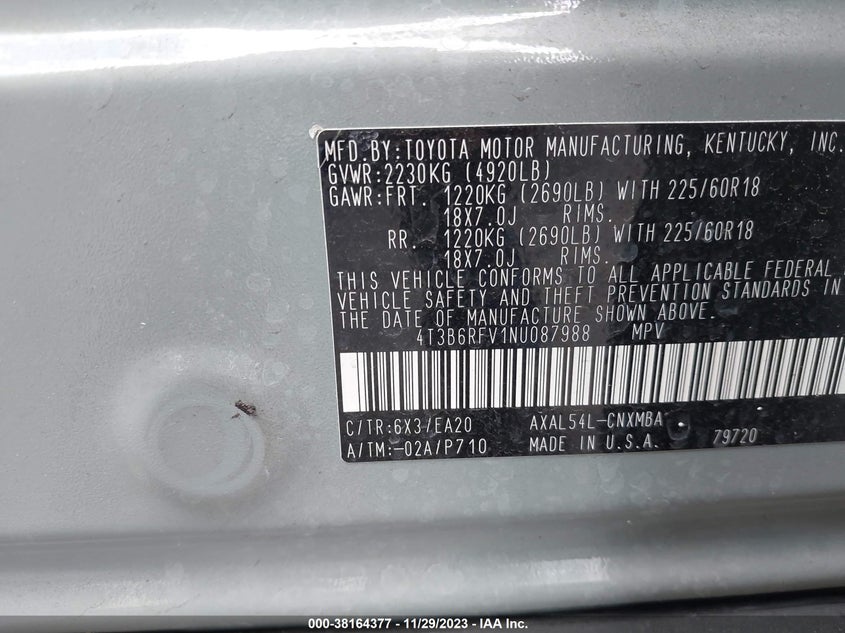 MFD.BY:TOYOTA MOTOR MANUFACTURING, KENTUCKY, INC.
GVWR:2230KG (4920LB)
GAWR:FRT. 1220KG (2690LB) WITH 225/60R18
18X7.0J RIMS.
RR. 1220KG (2690LB) WITH 225/60R18
18X7.0J RIMS.
THIS VEHICLE CONFORMS TO ALL APPLICABLE FEDERAL
VEHICLE SAFETY AND THEFT PREVENTION STANDARDS IN
THE DATE OF MANUFACTURE SHOWN ABOVE.
4T3B6RFV1NU087988 MPV
C/TR:6X3/EA20 AXAL54L-CNXMBA
A/TM:-02A/P710 MADE IN U.S.A. 79720
000-38164377 - 11/29/2023 - IAA Inc.